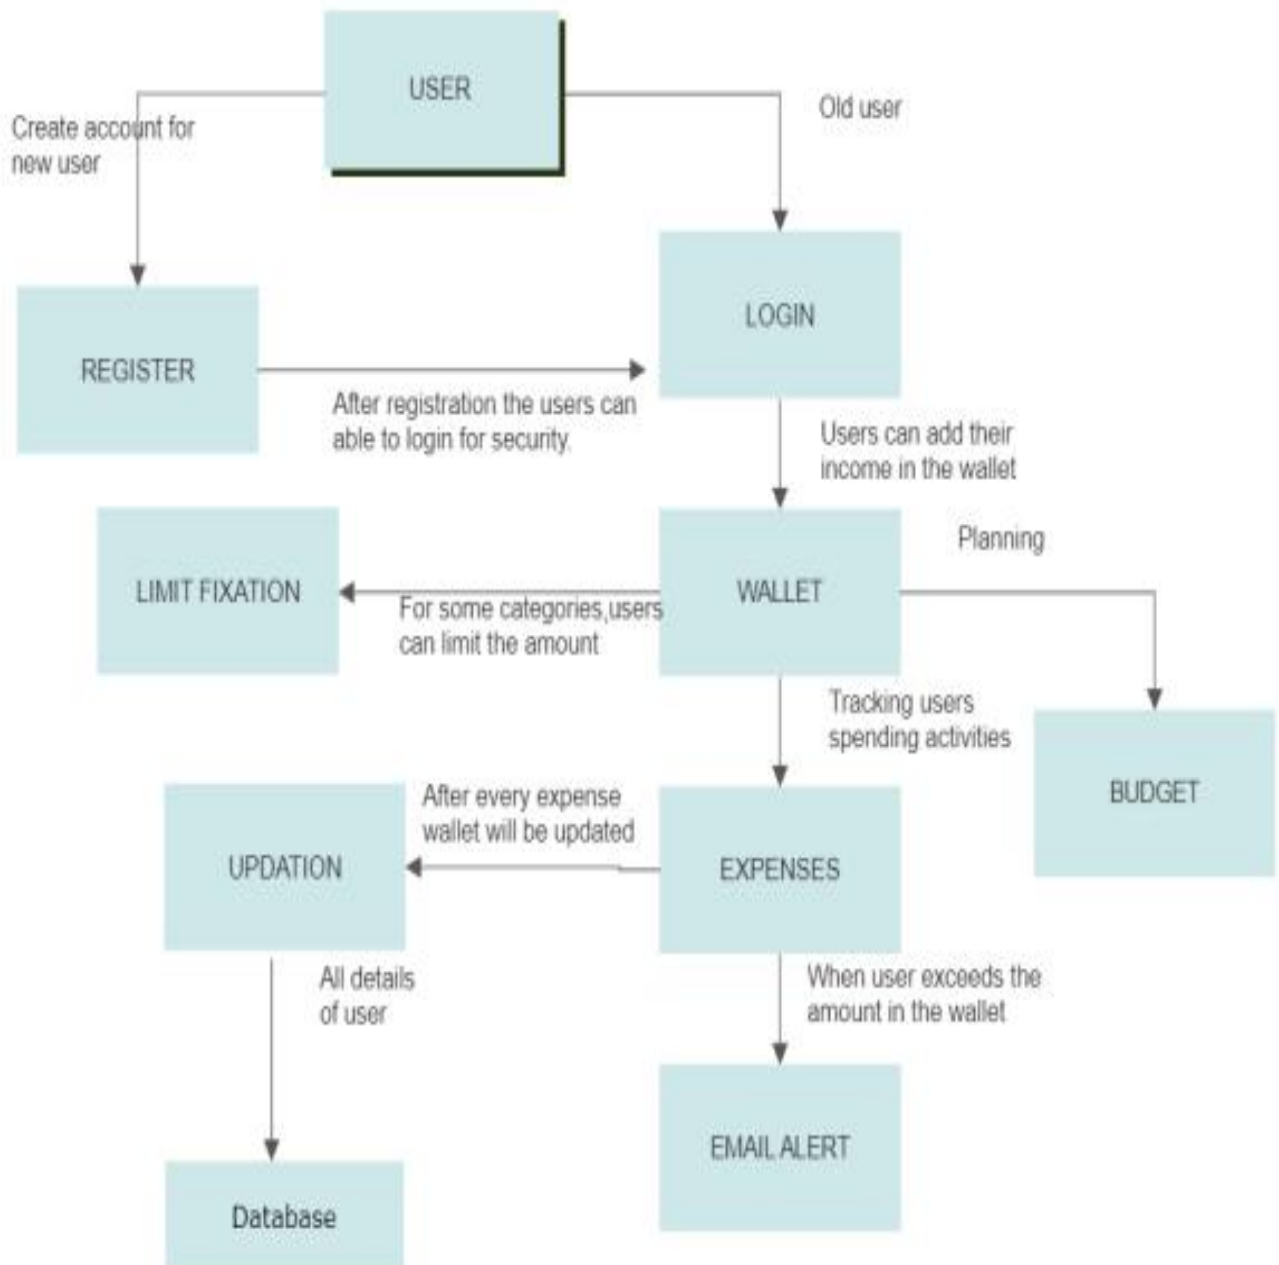 USER
Create account for
new user
Old user
LOGIN
REGISTER
After registration the users can
able to login for security.
Users can add their
income in the wallet
Planning
LIMIT FIXATION
WALLET
For some categories,users
can limit the amount
Tracking users
spending activities
BUDGET
After every expense
wallet will be updated
UPDATION
EXPENSES
All details
of user
When user exceeds the
amount in the wallet
EMAIL ALERT
Database